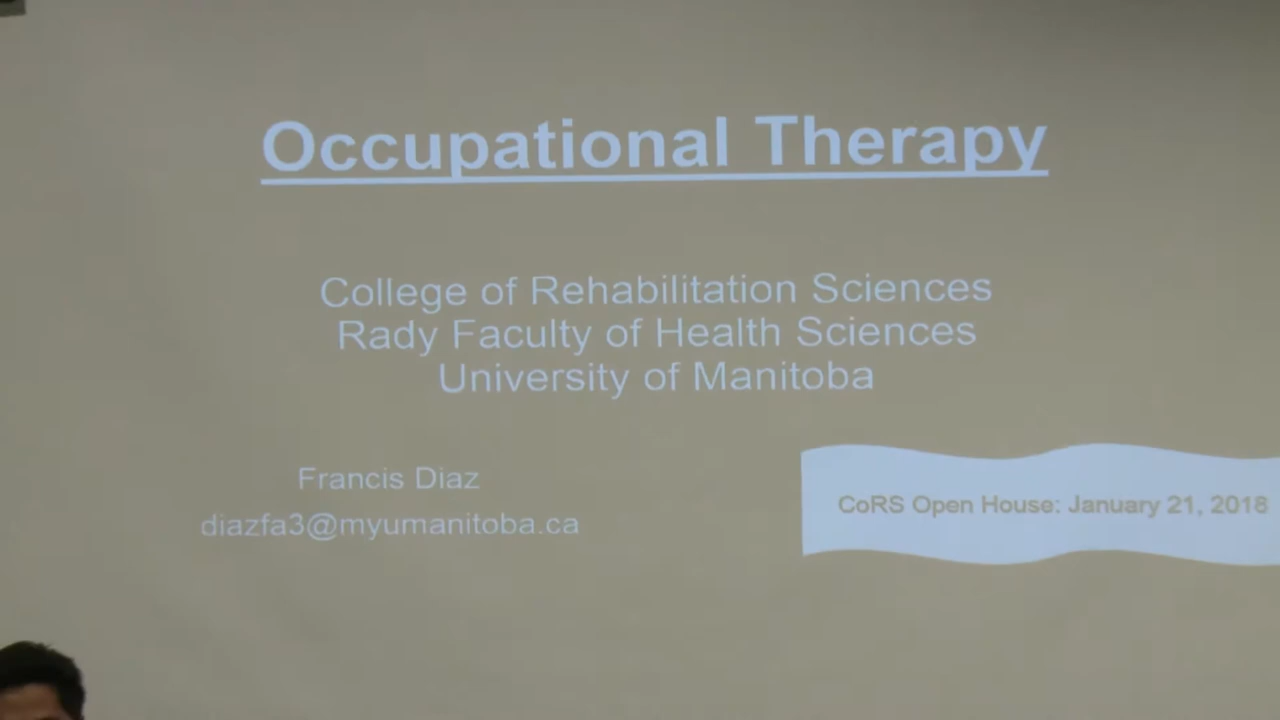 Occupational Therapy
College of Rehabilitation Sciences
Rady Faculty of Health Sciences
University of Manitoba
Francis Diaz
diazfa3@myumanitoba.ca
CoRS Open House: January 21, 2018